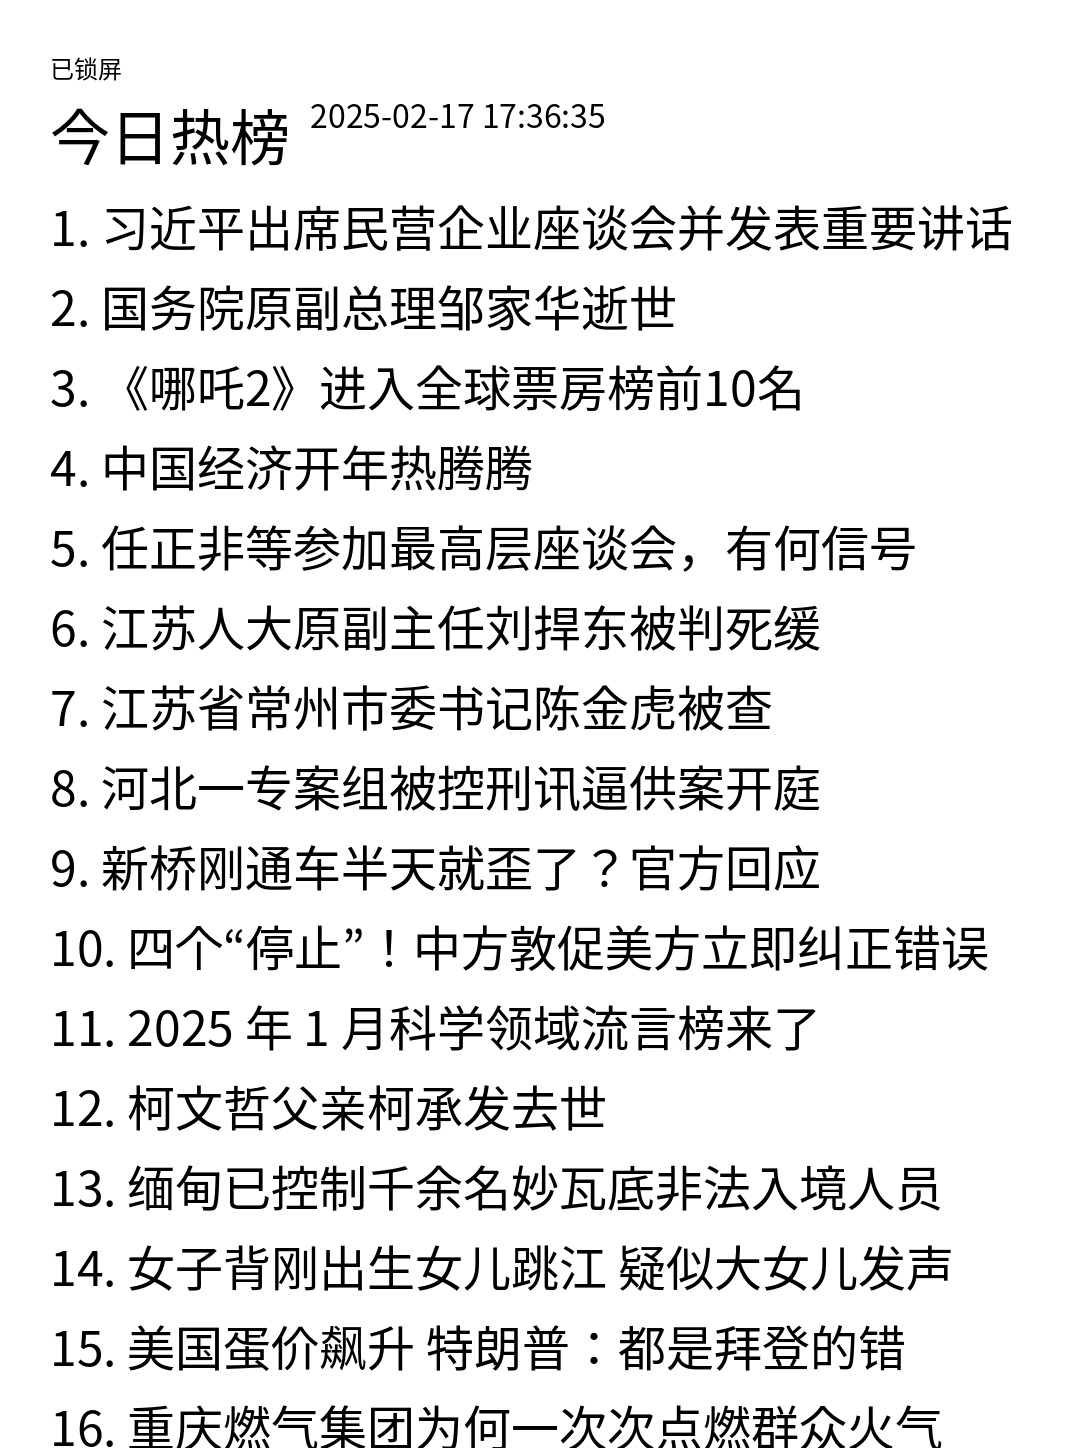 已锁屏
今日热榜 2025-02-17 17:36:35
1. 习近平出席民营企业座谈会并发表重要讲话
2. 国务院原副总理邹家华逝世
3. 《哪吒2》进入全球票房榜前10名
4. 中国经济开年热腾腾
5. 任正非等参加最高层座谈会，有何信号
6. 江苏人大原副主任刘捍东被判死缓
7. 江苏省常州市委书记陈金虎被查
8. 河北一专案组被控刑讯逼供案开庭
9. 新桥刚通车半天就歪了？官方回应
10. 四个“停止”！中方敦促美方立即纠正错误
11. 2025 年 1 月科学领域流言榜来了
12. 柯文哲父亲柯承发去世
13. 缅甸已控制千余名妙瓦底非法入境人员
14. 女子背刚出生女儿跳江 疑似大女儿发声
15. 美国蛋价飙升 特朗普：都是拜登的错
16. 重庆燃气集团为何一次次点燃群众火气